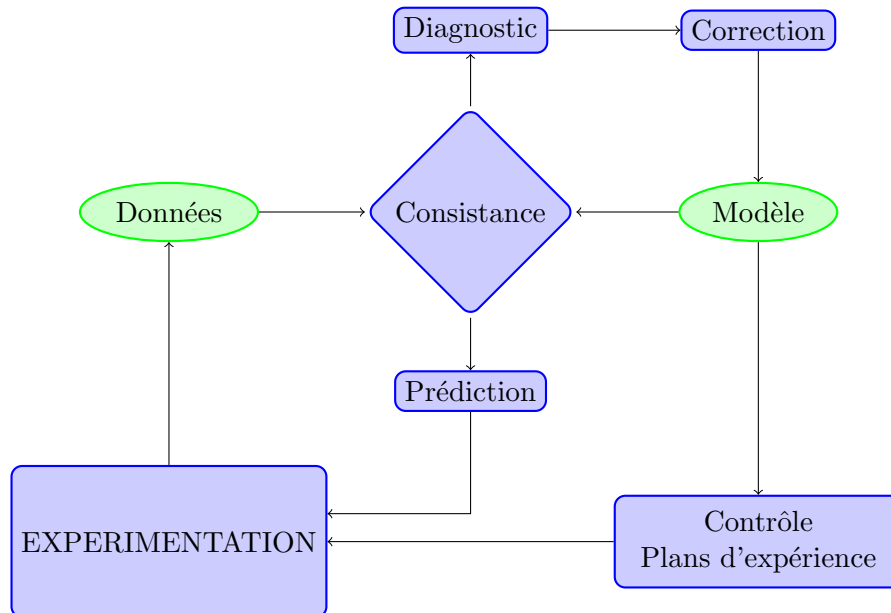 Diagnostic
Correction
Données
Consistance
Modèle
Prédiction
EXPERIMENTATION
Contrôle
Plans d'expérience